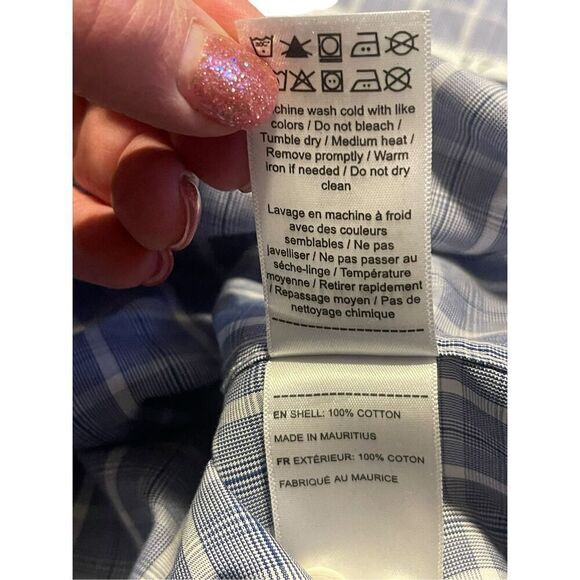 wash cold with like
colors / Do not bleach /
Tumble dry / Medium heat /
Remove promptly / Warm
iron if needed / Do not dry
clean
Lavage en machine à froid
avec des couleurs
semblables / Ne pas
javelliser / Ne pas passer au
séche-linge / Température
moyenne / Retirer rapidement
/ Repassage moyen / Pas de
nettoyage chimique
EN SHELL: 100% COTTON
MADE IN MAURITIUS
FR EXTÉRIEUR: 100% COTON
FABRIQUÉ AU MAURICE